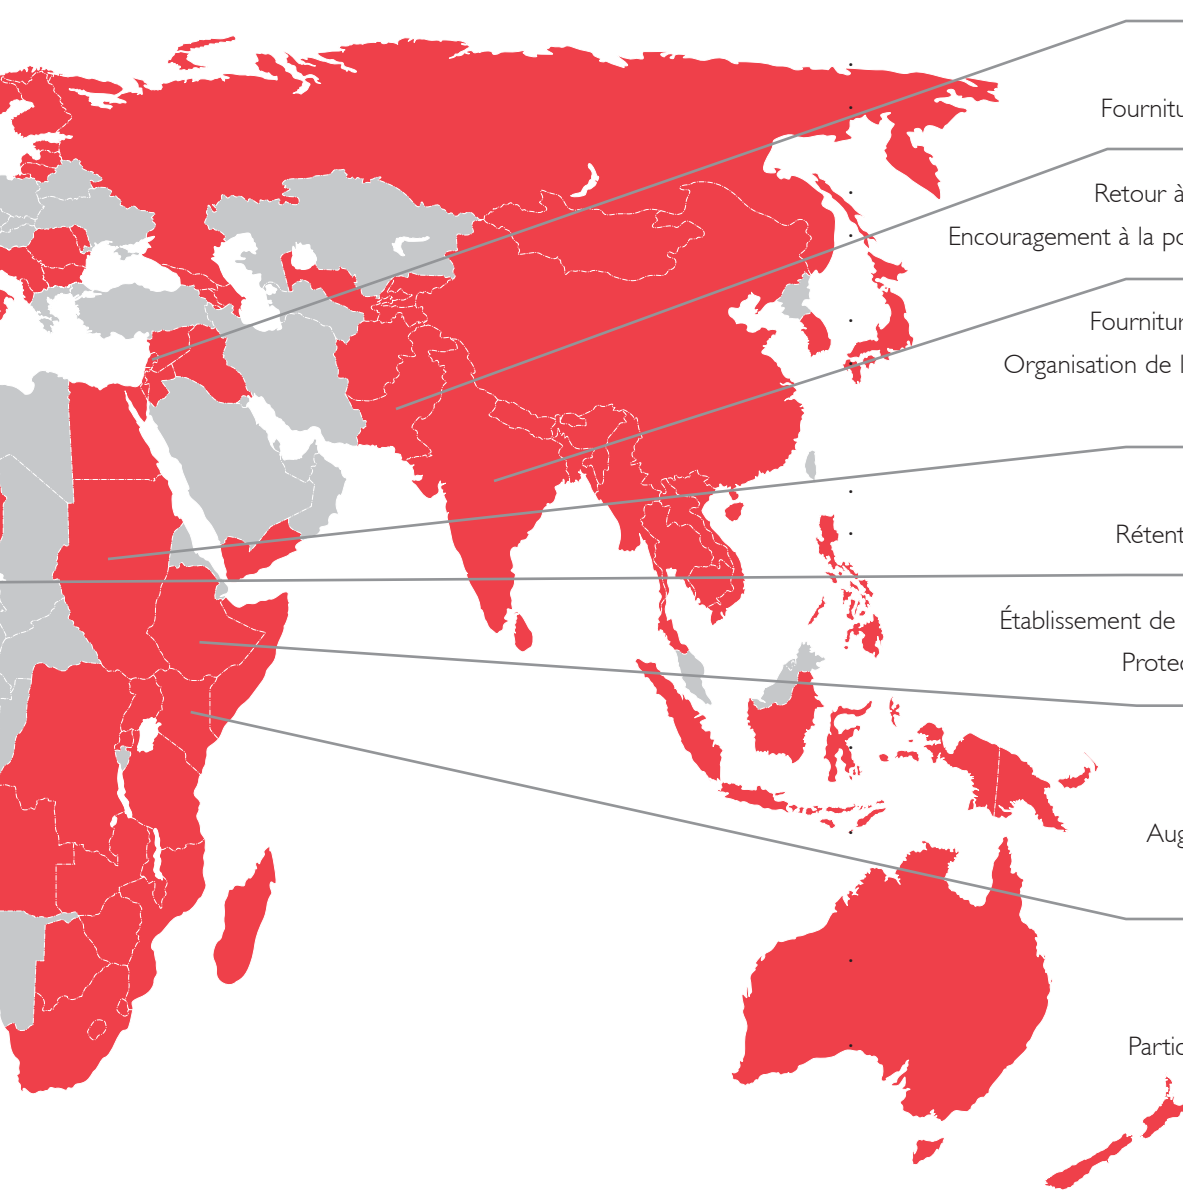 Fournitu
Retour à
Encouragement à la po
Fournitur
Organisation de l
Rétent
Établissement de
Protec
Aug
Partic